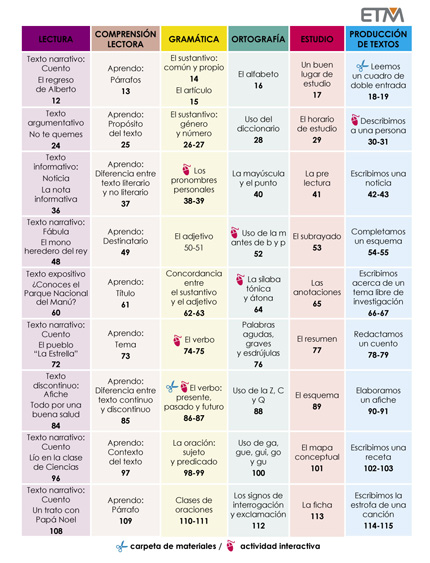 ETM
LECTURA
COMPRENSIÓN
LECTORA
GRAMÁTICA
ORTOGRAFÍA
ESTUDIO
PRODUCCIÓN
DE TEXTOS
Texto narrativo:
Cuento
El regreso
de Alberto
12
Aprendo:
Párrafos
13
El sustantivo:
común y propio
14
El artículo
15
El alfabeto
16
Un buen
lugar de
estudio
17
Leemos
un cuadro de
doble entrada
18-19
Texto
argumentativo
No te quemes
24
Aprendo:
Propósito
del texto
25
El sustantivo:
género
y número
26-27
Uso del
diccionario
28
El horario
de estudio
29
Describimos
a una persona
30-31
Texto
informativo:
Noticia
La nota
informativa
36
Aprendo:
Diferencia entre
texto literario
y no literario
37
Los
pronombres
personales
38-39
La mayúscula
y el punto
40
La pre
lectura
41
Escribimos una
noticia
42-43
Texto narrativo:
Fábula
El mono
heredero del rey
48
Aprendo:
Destinatario
49
El adjetivo
50-51
Uso de la m
antes de b y p
52
El subrayado
53
Completamos
un esquema
54-55
Texto expositivo
¿Conoces el
Parque Nacional
del Manú?
60
Aprendo:
Título
61
Concordancia
entre
el sustantivo
y el adjetivo
62-63
La sílaba
tónica
y átona
64
Las
anotaciones
65
Escribimos
acerca de un
tema libre de
investigación
66-67
Texto narrativo:
Cuento
El pueblo
“La Estrella”
72
Aprendo:
Tema
73
El verbo
74-75
Palabras
agudas,
graves
y esdrújulas
76
El resumen
77
Redactamos
un cuento
78-79
Texto
discontinuo:
Afiche
Todo por una
buena salud
84
Aprendo:
Diferencia entre
texto continuo
y discontinuo
85
El verbo:
presente,
pasado y futuro
86-87
Uso de la Z, C
y Q
88
El esquema
89
Elaboramos
un afiche
90-91
Texto narrativo:
Cuento
Lío en la clase
de Ciencias
96
Aprendo:
Contexto
del texto
97
La oración:
sujeto
y predicado
98-99
Uso de ga,
gue, gui, go
y gu
100
El mapa
conceptual
101
Escribimos una
receta
102-103
Texto narrativo:
Cuento
Un trato con
Papá Noel
108
Aprendo:
Párrafo
109
Clases de
oraciones
110-111
Los signos de
interrogación
y exclamación
112
La ficha
113
Escribimos la
estrofa de una
canción
114-115
carpeta de materiales / actividad interactiva